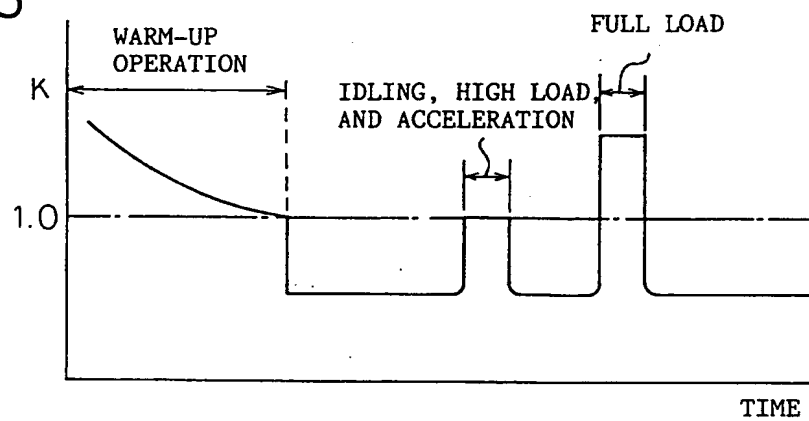 WARM-UP
OPERATION
FULL LOAD
K
IDLING, HIGH LOAD,
AND ACCELERATION
1.0
TIME